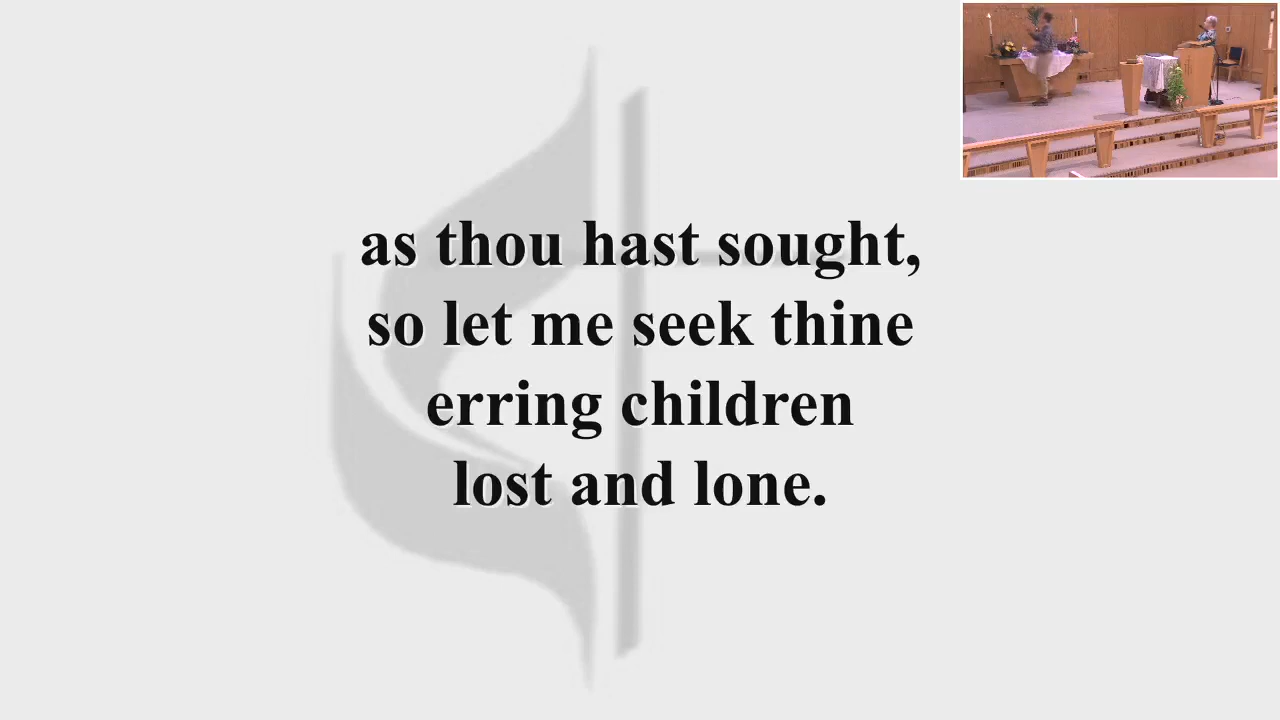 as thou hast sought,
so let me seek thine
erring children
lost and lone.